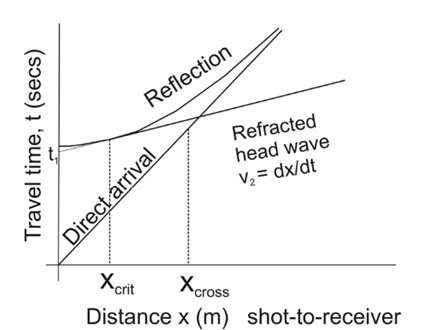 Travel time, t (secs)
Reflection
Refracted
head wave
v₂ = dx/dt
t₁
Direct arrival
Xcrit
Xcross
Distance x (m) shot-to-receiver